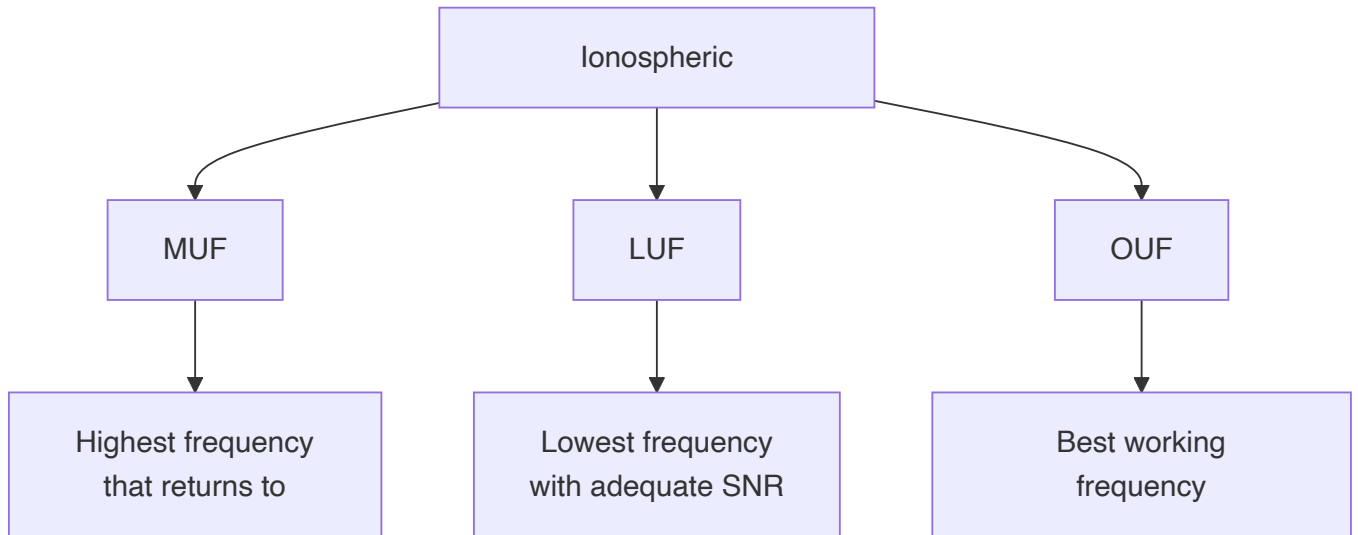 Ionospheric
MUF
LUF
OUF
Highest frequency
that returns to
Lowest frequency
with adequate SNR
Best working
frequency